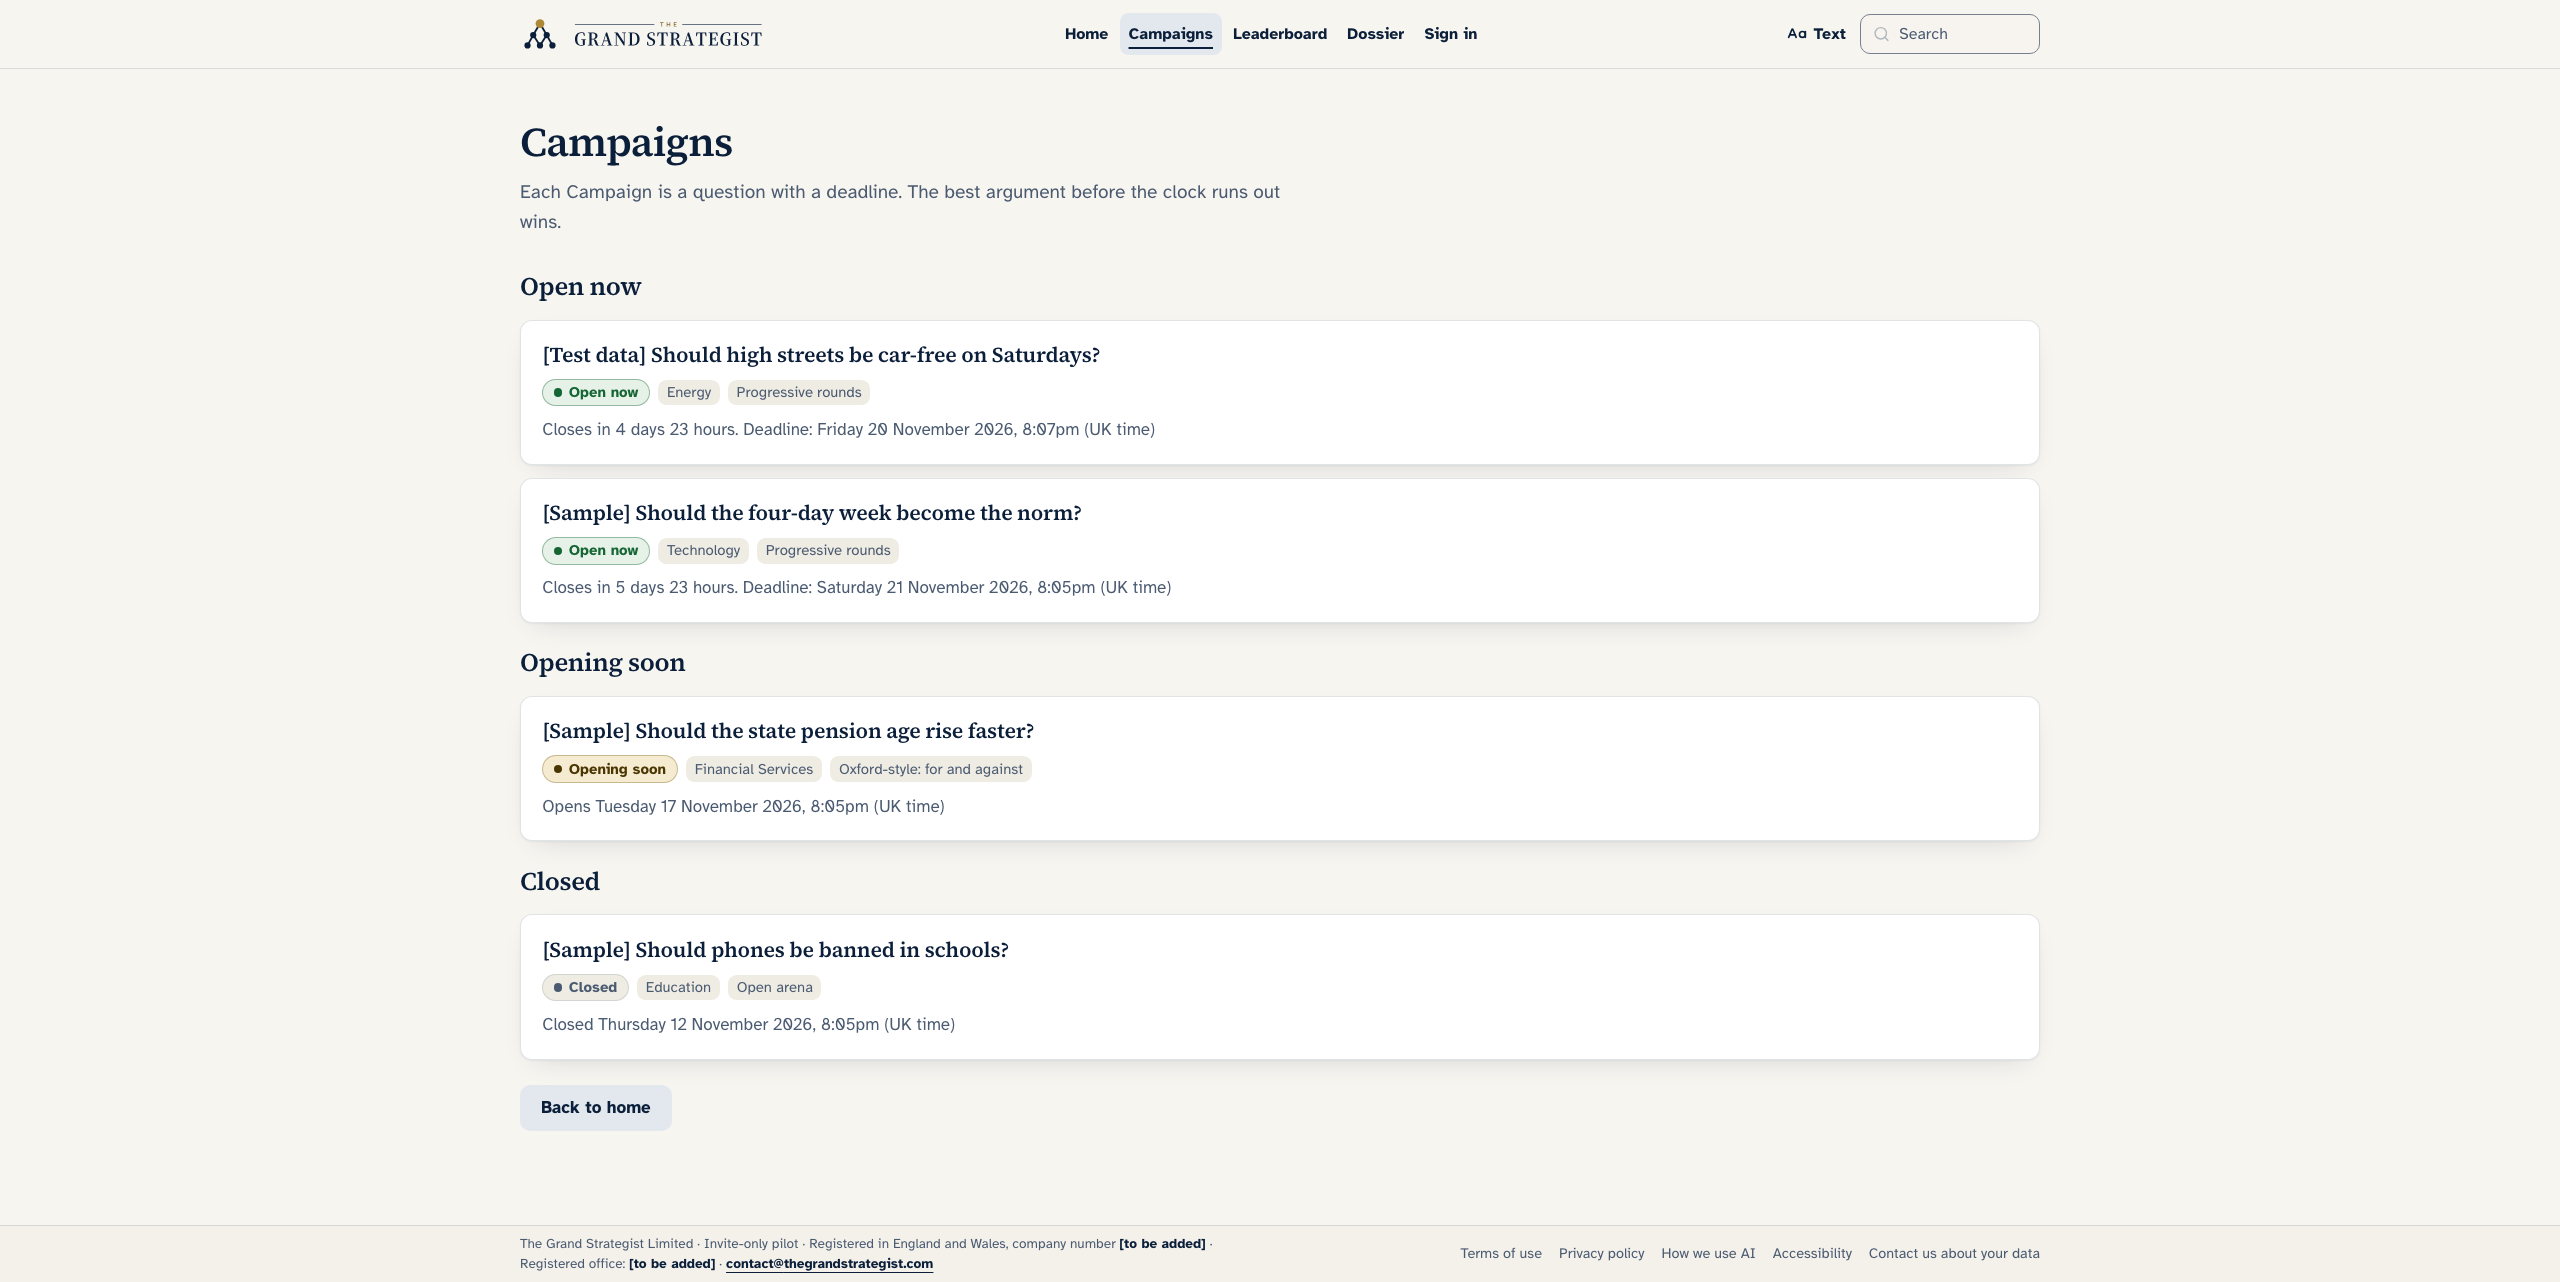 THE
GRAND STRATEGIST
Home
Campaigns
Leaderboard
Dossier
Sign in
Aa Text
Search
Campaigns
Each Campaign is a question with a deadline. The best argument before the clock runs out
wins.
Open now
[Test data] Should high streets be car-free on Saturdays?
Open now
Energy
Progressive rounds
Closes in 4 days 23 hours. Deadline: Friday 20 November 2026, 8:07pm (UK time)
[Sample] Should the four-day week become the norm?
Open now
Technology
Progressive rounds
Closes in 5 days 23 hours. Deadline: Saturday 21 November 2026, 8:05pm (UK time)
Opening soon
[Sample] Should the state pension age rise faster?
Opening soon
Financial Services
Oxford-style: for and against
Opens Tuesday 17 November 2026, 8:05pm (UK time)
Closed
[Sample] Should phones be banned in schools?
Closed
Education
Open arena
Closed Thursday 12 November 2026, 8:05pm (UK time)
Back to home
The Grand Strategist Limited · Invite-only pilot · Registered in England and Wales, company number [to be added] ·
Registered office: [to be added] · contact@thegrandstrategist.com
Terms of use
Privacy policy
How we use AI
Accessibility
Contact us about your data